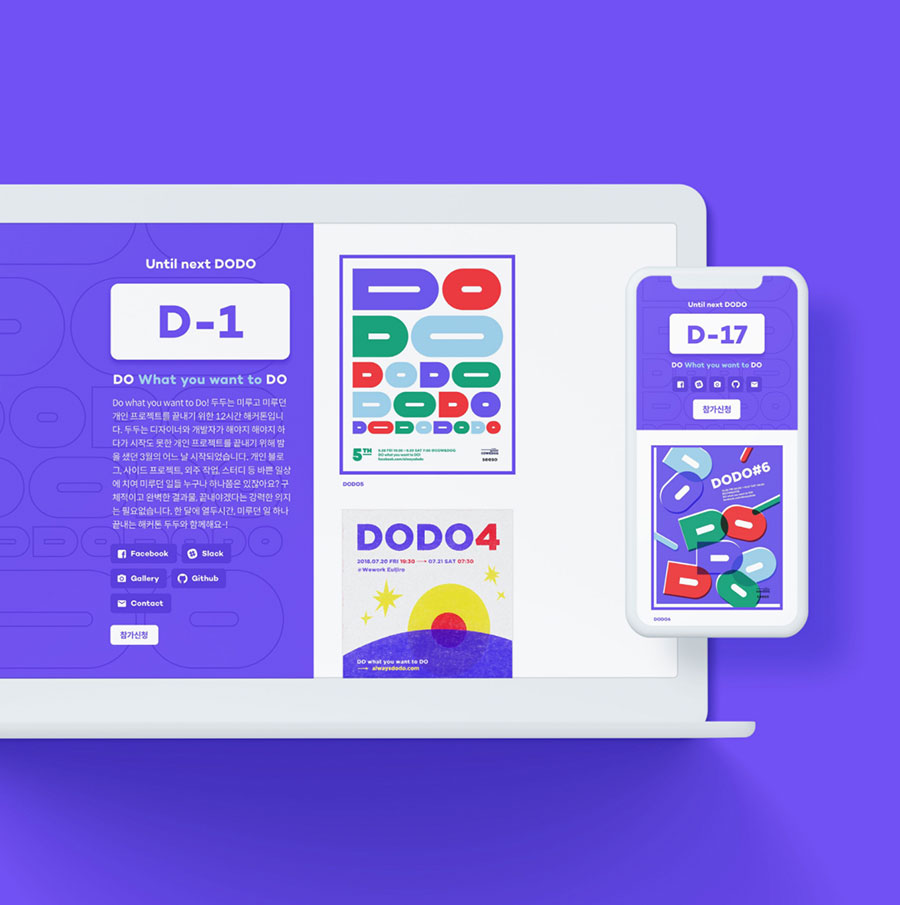 Until next DODO
D-1
DO What you want to DO
Do what you want to Do! 두두는 미루고 미루던
개인 프로젝트를 끝내기 위한 12시간 해커톤입니
다. 두두는 디자이너와 개발자가 해야지 해야지 하
다가 시작도 못한 개인 프로젝트를 끝내기 위해 밤
을 샜던 3월의 어느 날 시작되었습니다. 개인 블로
그, 사이드 프로젝트, 외주 작업, 스터디 등 바쁜 일상
에 치여 미루던 일들 누구나 하나쯤은 있잖아요? 구
체적이고 완벽한 결과물, 끝내야겠다는 강력한 의지
는 필요없습니다. 한 달에 열두시간, 미루던 일 하나
끝내는 해커톤 두두와 함께해요~!
Facebook
Slack
Gallery
Github
Contact
참가신청
DO
DO
DODO
DODO
DODODODO
5TH
DO what you want to DO!
DODO5
DODO4
2018.07.20 FRI 19:30 → 07.21 SAT 07:30
@Wework Euljiro
DO what you want to DO
→ alwaysdodo.com
Until next DODO
D-17
DO What you want to DO
참가신청
DODO#6
DODO6